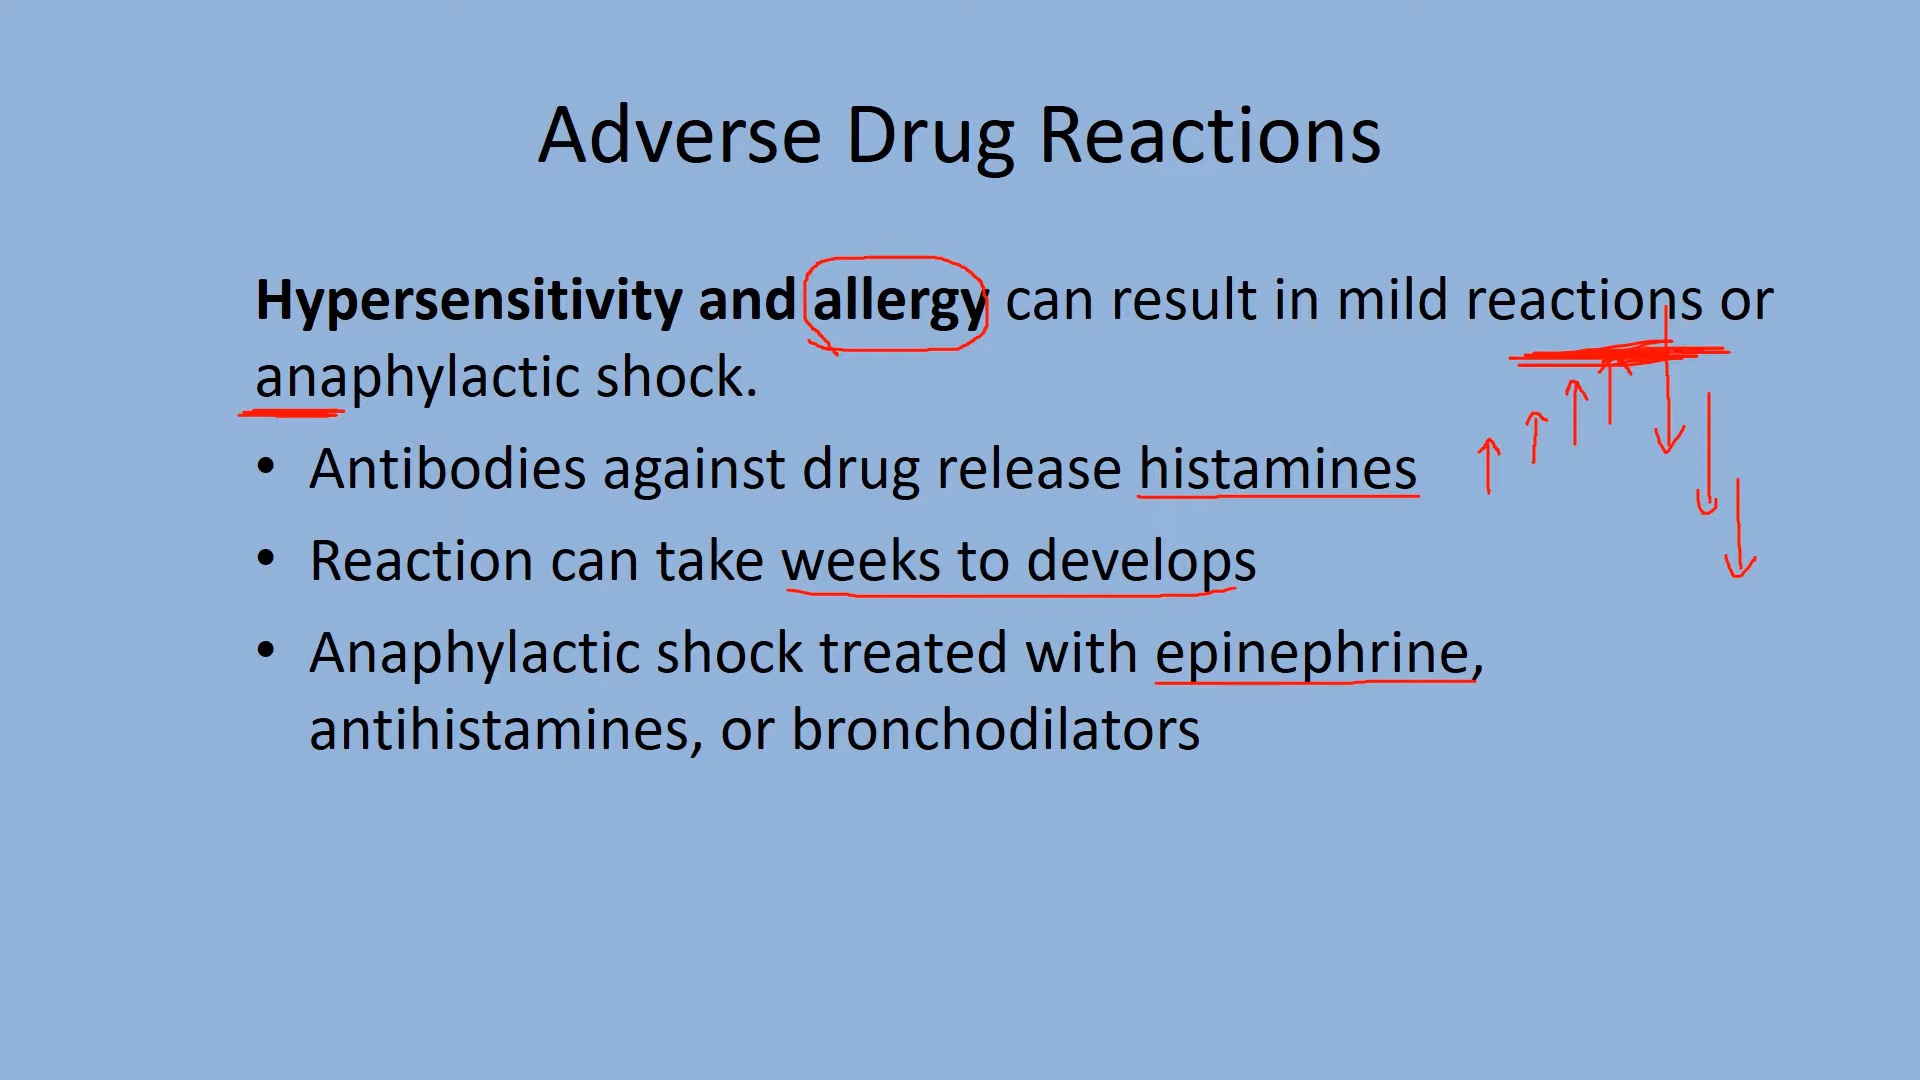 Adverse Drug Reactions
Hypersensitivity and allergy can result in mild reactions or
anaphylactic shock.
• Antibodies against drug release histamines
• Reaction can take weeks to develops
• Anaphylactic shock treated with epinephrine,
antihistamines, or bronchodilators